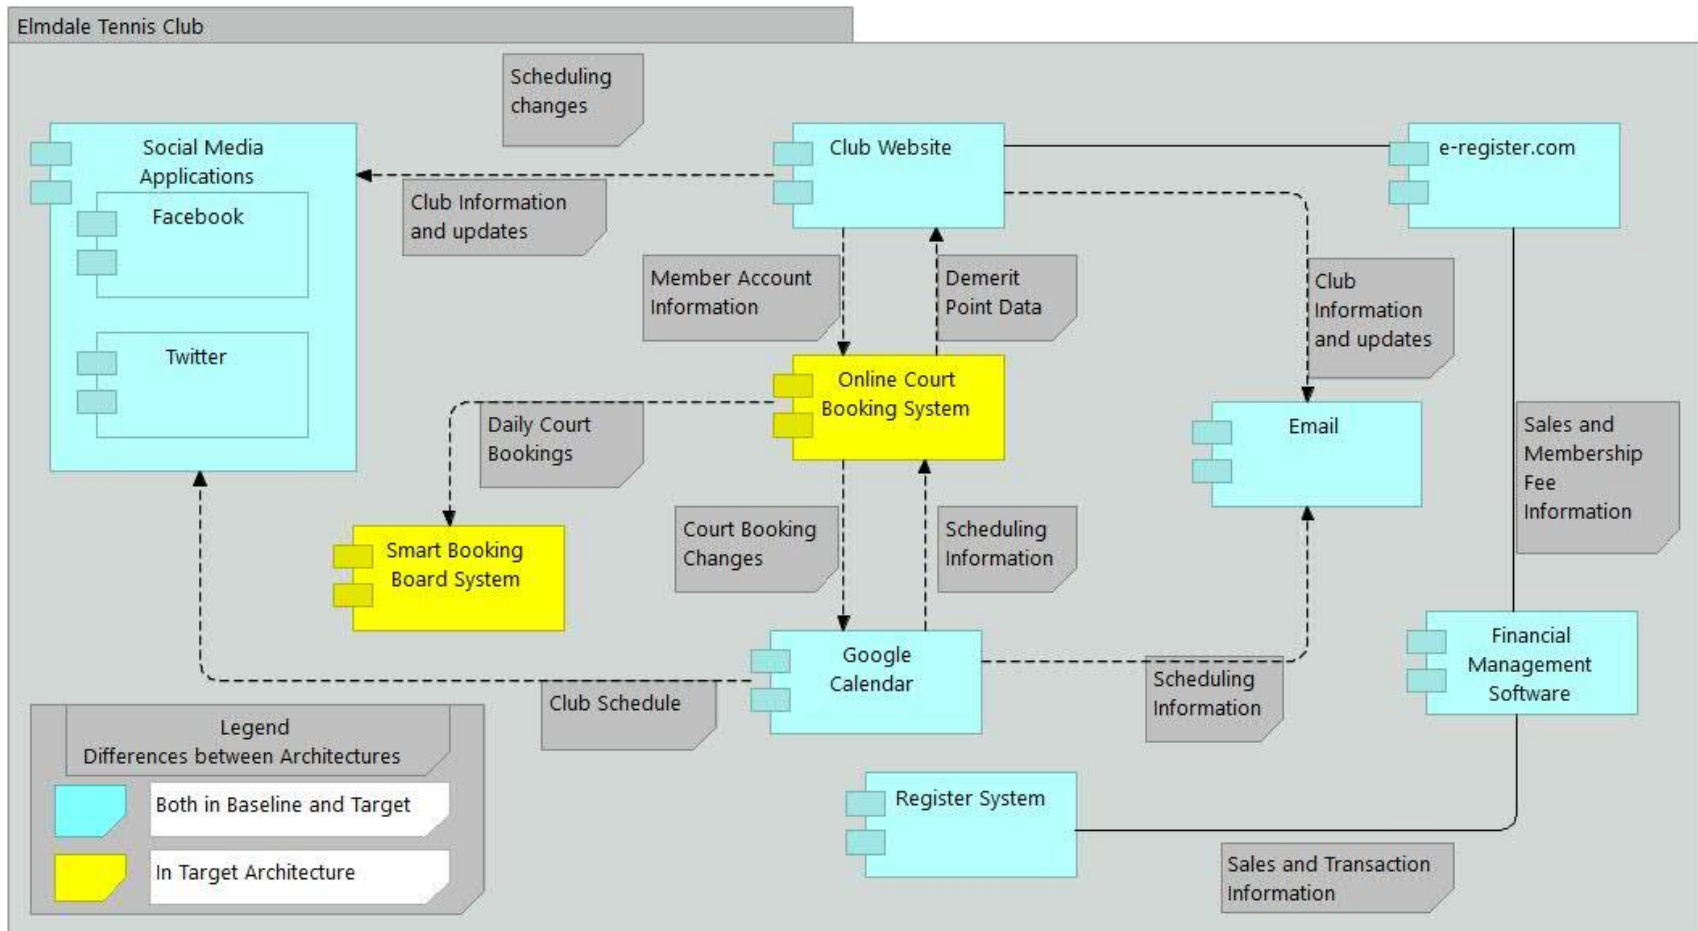 Elmdale Tennis Club
Scheduling
changes
Social Media
Applications
Club Website
e-register.com
Facebook
Club Information
and updates
Member Account
Information
Demerit
Point Data
Club
Information
and updates
Twitter
Online Court
Booking System
Daily Court
Bookings
Email
Sales and
Membership
Fee
Information
Smart Booking
Board System
Court Booking
Changes
Scheduling
Information
Google
Calendar
Scheduling
Information
Financial
Management
Software
Club Schedule
Legend
Differences between Architectures
Both in Baseline and Target
In Target Architecture
Register System
Sales and Transaction
Information